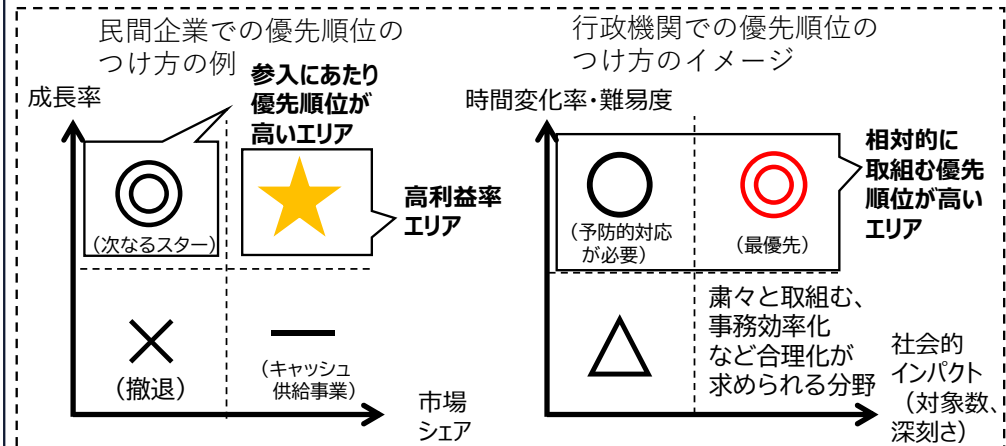 民間企業での優先順位の
つけ方の例
参入にあたり
優先順位が
高いエリア
成長率
(次なるスター)
高利益率
エリア
(撤退)
(キャッシュ
供給事業)
市場
シェア
行政機関での優先順位の
つけ方のイメージ
時間変化率・難易度
相対的に
取組む優先
順位が高い
エリア
(予防的対応
が必要)
(最優先)
粛々と取組む、
事務効率化
など合理化が
求められる分野
社会的
インパクト
(対象数、
深刻さ)